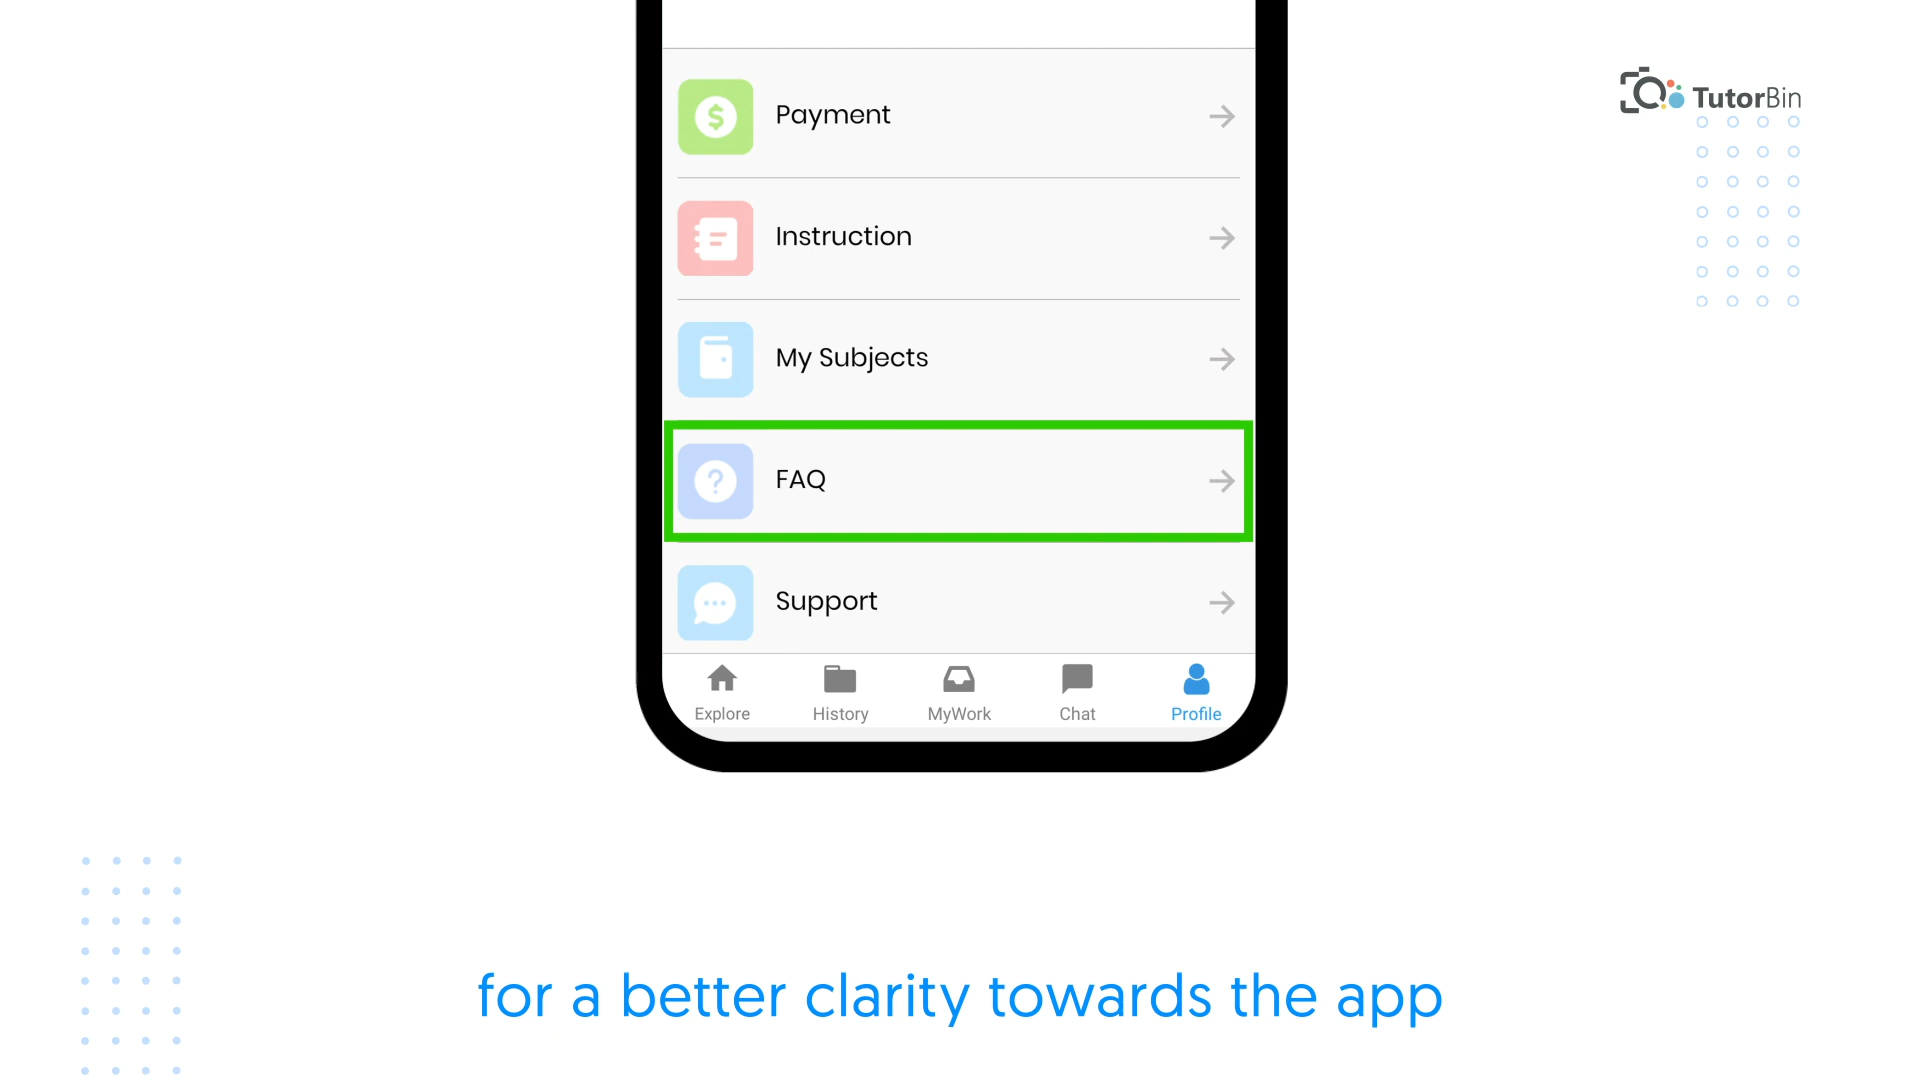 TutorBin
Payment
Instruction
My Subjects
FAQ
Support
Explore
History
MyWork
Chat
Profile
for a better clarity towards the app